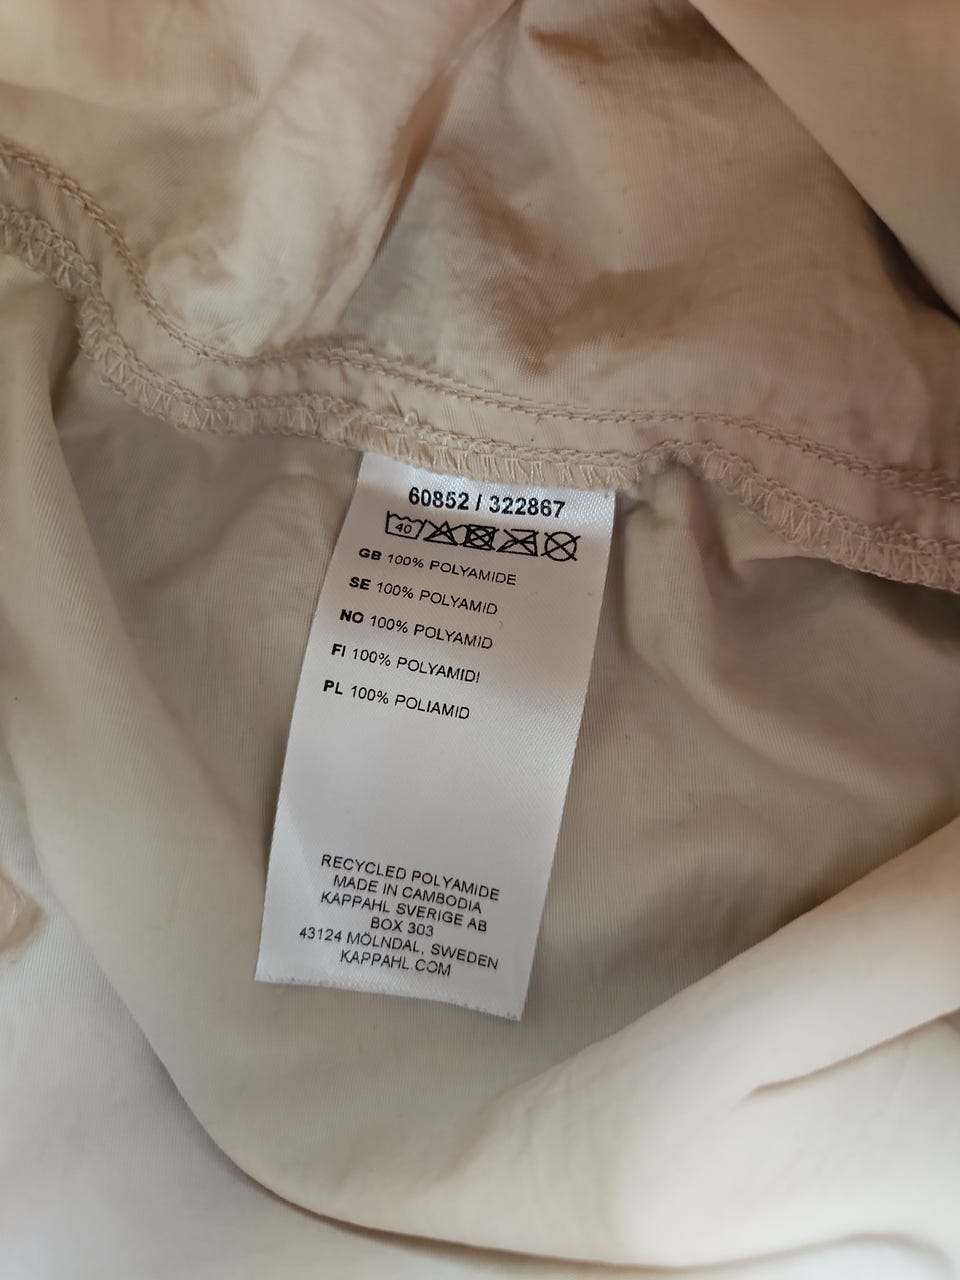 60852 / 322867
40
GB 100% POLYAMIDE
SE 100% POLYAMID
NO 100% POLYAMID
FI 100% POLYAMIDI
PL 100% POLIAMID
RECYCLED POLYAMIDE
MADE IN CAMBODIA
KAPPAHL SVERIGE AB
BOX 303
43124 MÖLNDAL, SWEDEN
KAPPAHL.COM